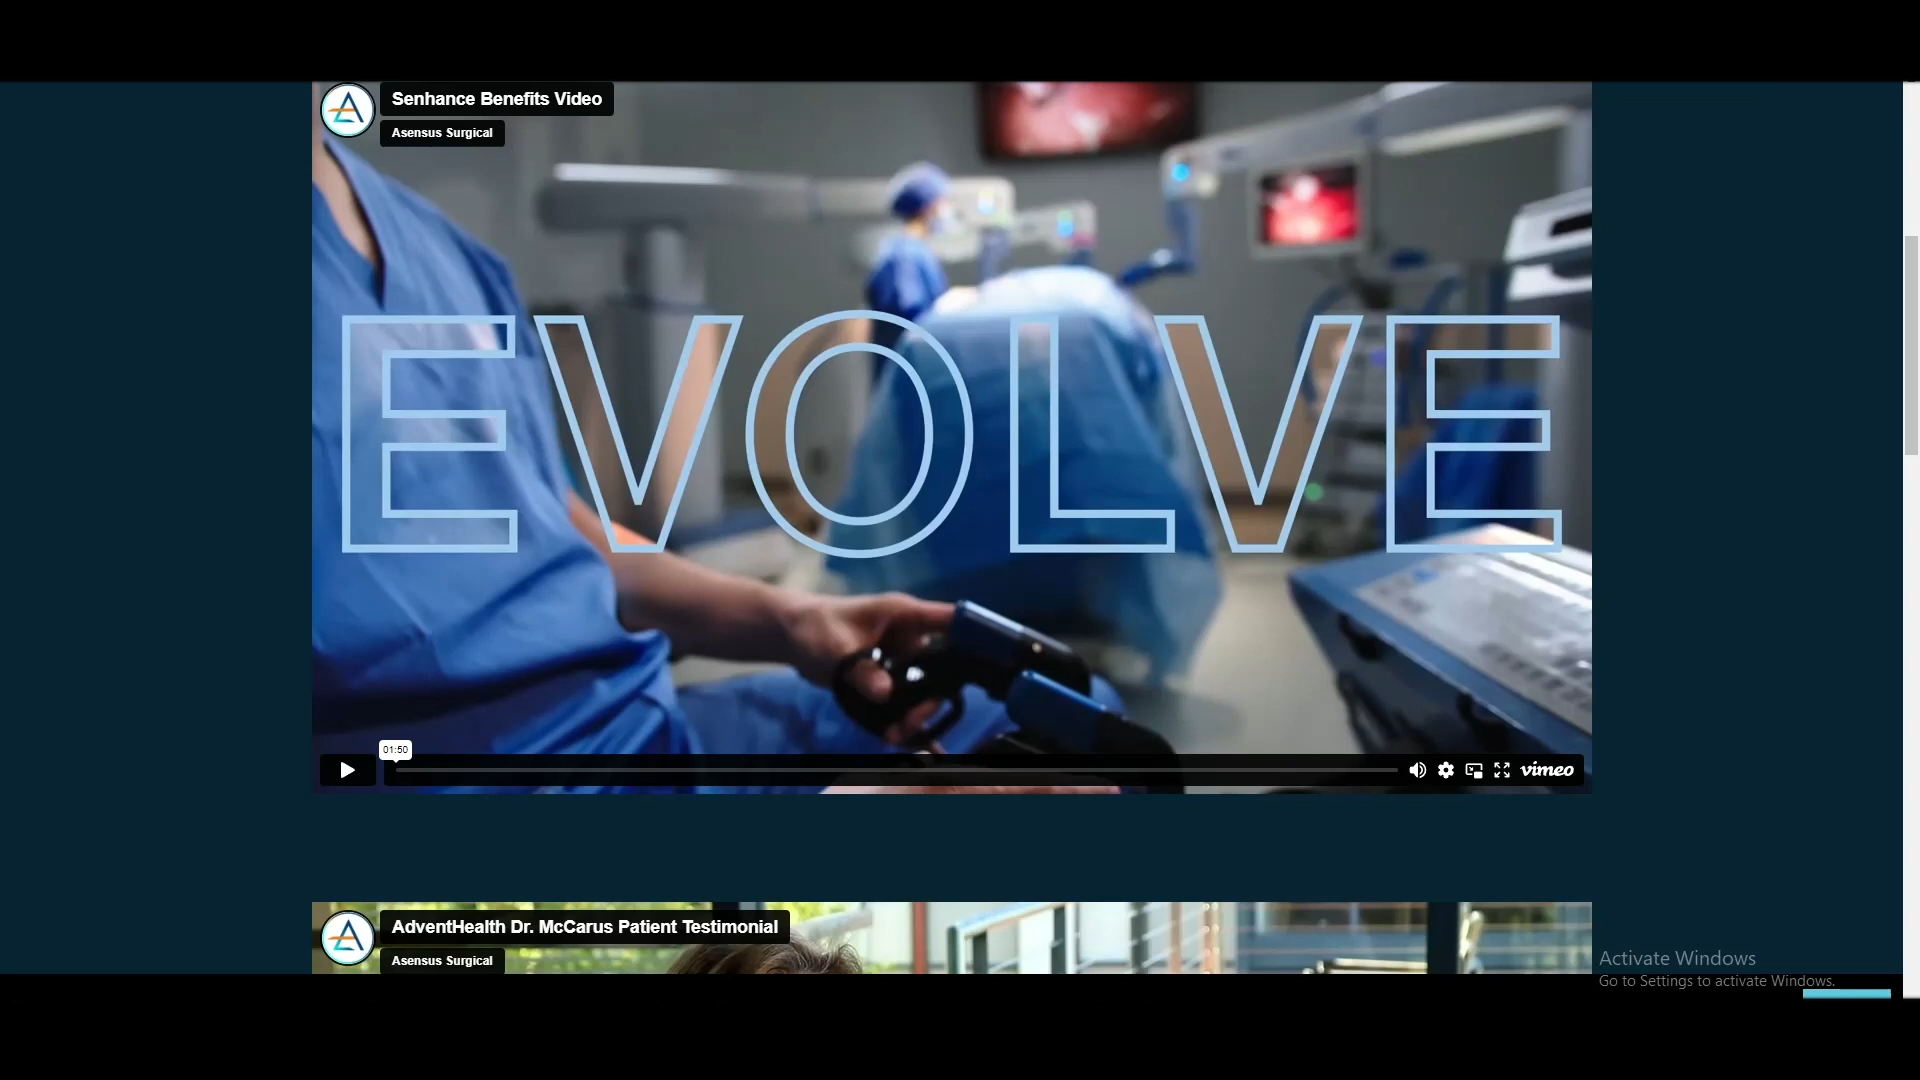 Senhance Benefits Video
Asensus Surgical
EVOLVE
01:50
vimeo
AdventHealth Dr. McCarus Patient Testimonial
Asensus Surgical
Activate Windows
Go to Settings to activate Windows.